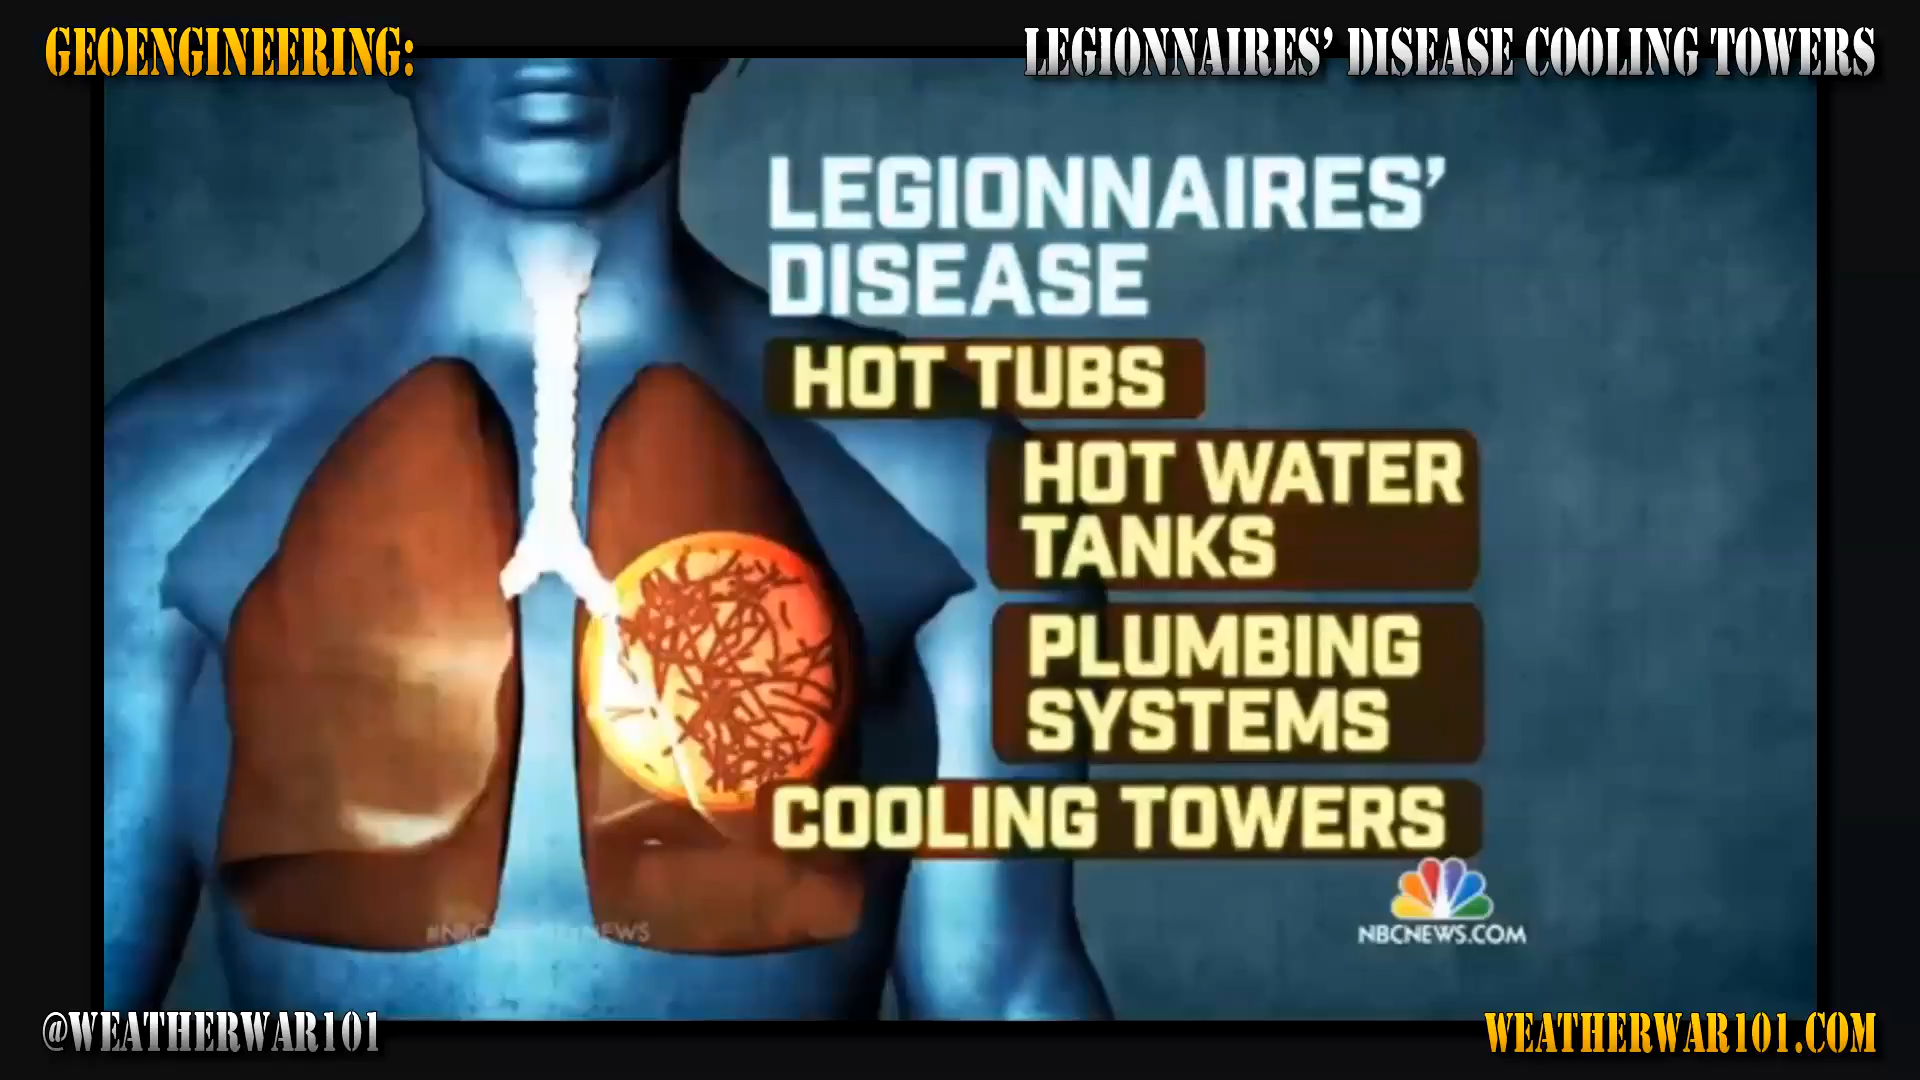 GEOENGINEERING:
LEGIONNAIRES’ DISEASE COOLING TOWERS
LEGIONNAIRES’
DISEASE
HOT TUBS
HOT WATER
TANKS
PLUMBING
SYSTEMS
COOLING TOWERS
NBCNEWS.COM
@WEATHERWAR101
WEATHERWAR101.COM